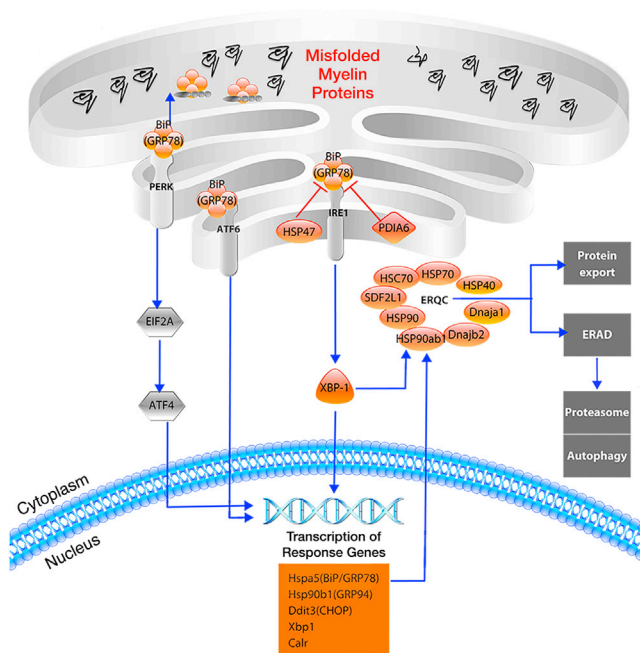 Misfolded
Myelin
Proteins
BiP
(GRP78)
PERK
BiP
(GRP78)
ATF6
BiP
(GRP78)
IRE1
HSP47
PDIA6
HSC70
HSP70
HSP40
SDF2L1
ERQC
Dnaja1
HSP90
HSP90ab1
Dnajb2
Protein
export
ERAD
Proteasome
Autophagy
EIF2A
ATF4
XBP-1
Cytoplasm
Nucleus
Transcription of
Response Genes
Hspa5(BiP/GRP78)
Hsp90b1(GRP94)
Ddit3(CHOP)
Xbp1
Calr